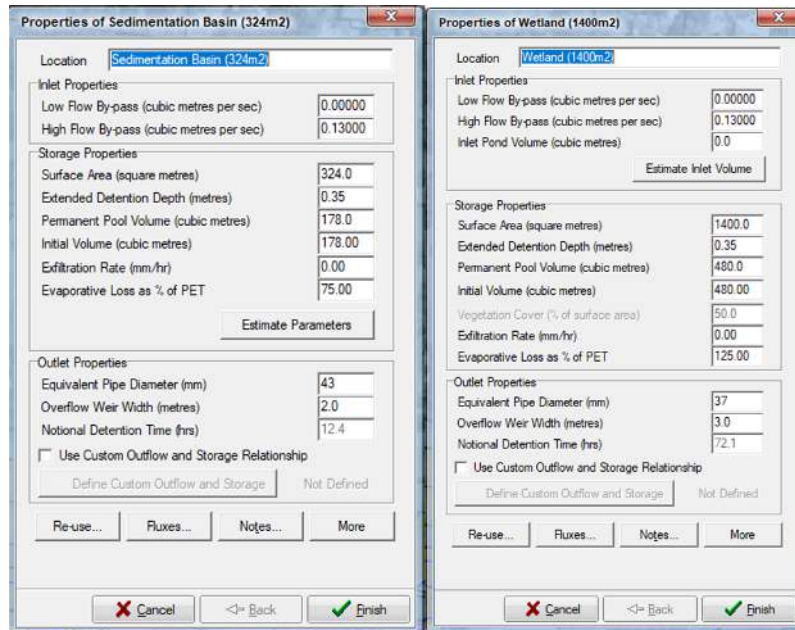 Properties of Sedimentation Basin (324m2)
Location Sedimentation Basin (324m2)
Inlet Properties
Low Flow By-pass (cubic metres per sec) 0.00000
High Flow By-pass (cubic metres per sec) 0.13000
Storage Properties
Surface Area (square metres) 324.0
Extended Detention Depth (metres) 0.35
Permanent Pool Volume (cubic metres) 178.0
Initial Volume (cubic metres) 178.00
Exfiltration Rate (mm/hr) 0.00
Evaporative Loss as % of PET 75.00
Estimate Parameters
Outlet Properties
Equivalent Pipe Diameter (mm) 43
Overflow Weir Width (metres) 2.0
Notional Detention Time (hrs) 12.4
Use Custom Outflow and Storage Relationship
Define Custom Outflow and Storage Not Defined
Re-use... Fluxes... Notes... More
Cancel <- Back Finish
Properties of Wetland (1400m2)
Location Wetland (1400m2)
Inlet Properties
Low Flow By-pass (cubic metres per sec) 0.00000
High Flow By-pass (cubic metres per sec) 0.13000
Inlet Pond Volume (cubic metres) 0.0
Estimate Inlet Volume
Storage Properties
Surface Area (square metres) 1400.0
Extended Detention Depth (metres) 0.35
Permanent Pool Volume (cubic metres) 480.0
Initial Volume (cubic metres) 480.00
Vegetation Cover (% of surface area) 50.0
Exfiltration Rate (mm/hr) 0.00
Evaporative Loss as % of PET 125.00
Outlet Properties
Equivalent Pipe Diameter (mm) 37
Overflow Weir Width (metres) 3.0
Notional Detention Time (hrs) 72.1
Use Custom Outflow and Storage Relationship
Define Custom Outflow and Storage Not Defined
Re-use... Fluxes... Notes... More
Cancel <- Back Finish